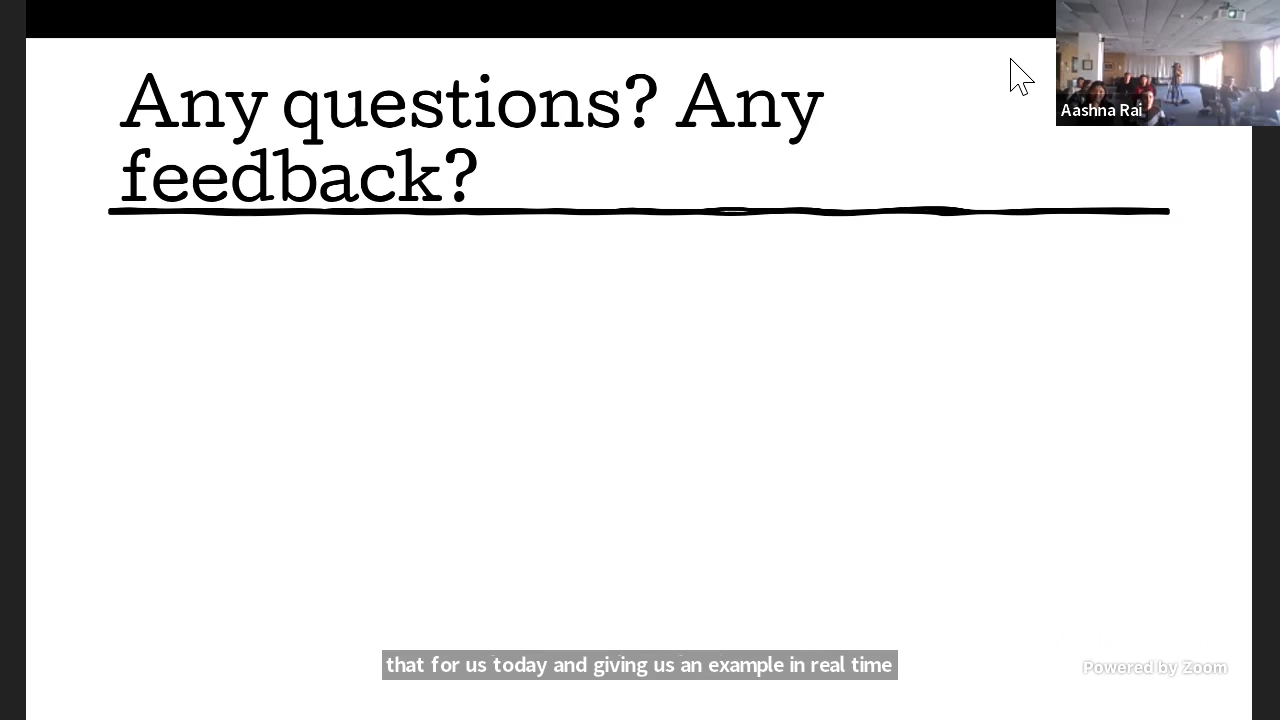 Any questions? Any
feedback?
Aashna Rai
that for us today and giving us an example in real time
Powered by Zoom